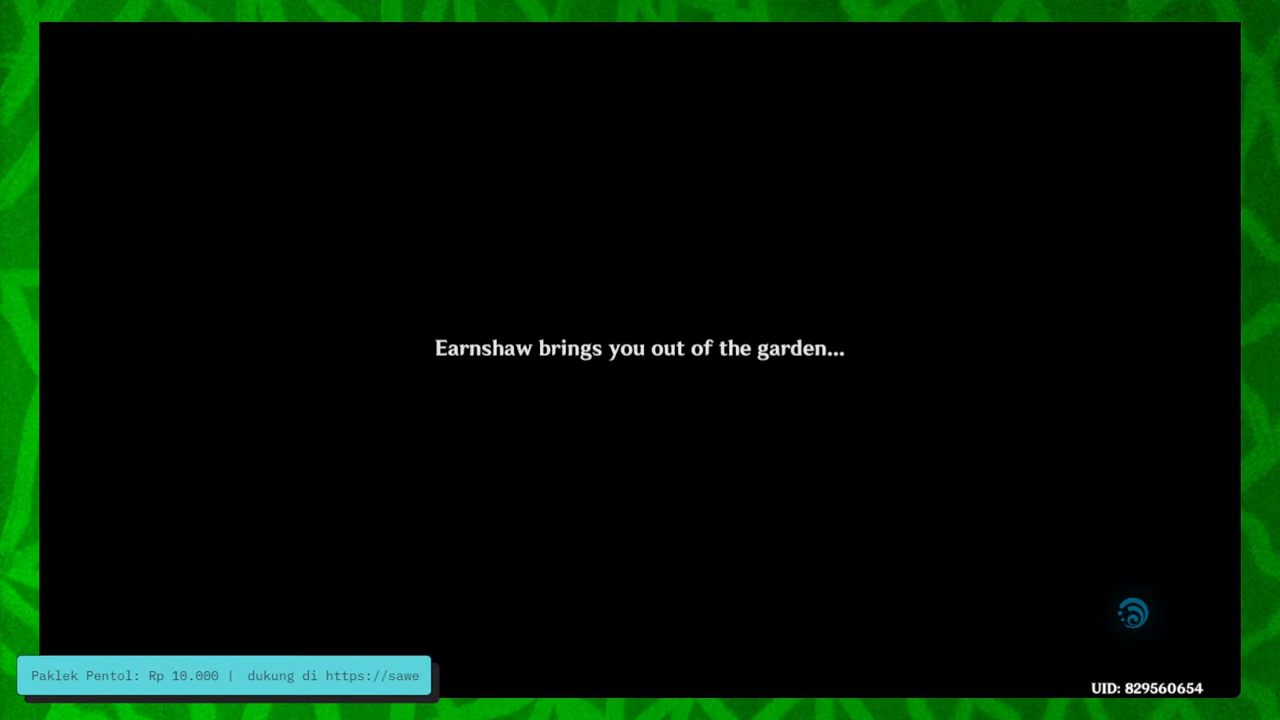 Earnshaw brings you out of the garden...
Paklek Pentol: Rp 10.000 | dukung di https://sawe
UID: 829560654